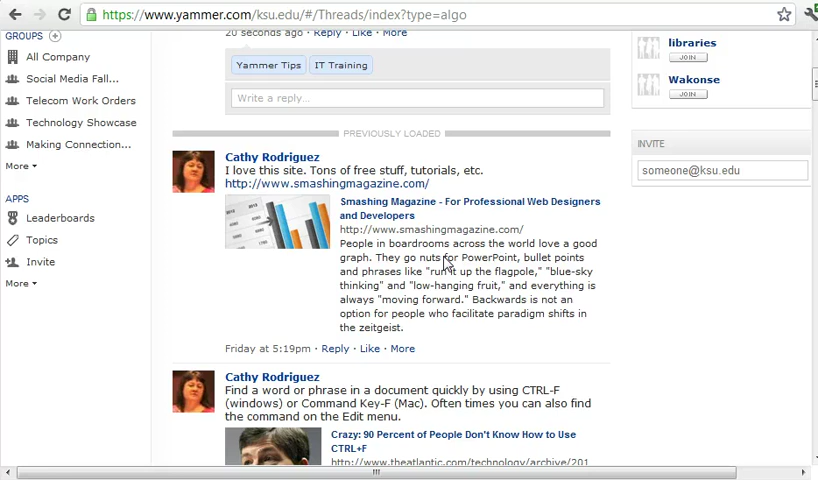 https://www.yammer.com/ksu.edu/#/Threads/index?type=algo
GROUPS
All Company
Social Media Fall...
Telecom Work Orders
Technology Showcase
Making Connection...
More
APPS
Leaderboards
Topics
Invite
More
20 seconds ago · Reply · Like · More
Yammer Tips
IT Training
Write a reply...
PREVIOUSLY LOADED
Cathy Rodriguez
I love this site. Tons of free stuff, tutorials, etc.
http://www.smashingmagazine.com/
Smashing Magazine - For Professional Web Designers
and Developers
http://www.smashingmagazine.com/
People in boardrooms across the world love a good
graph. They go nuts for PowerPoint, bullet points
and phrases like "run it up the flagpole," "blue-sky
thinking" and "low-hanging fruit," and everything is
always "moving forward." Backwards is not an
option for people who facilitate paradigm shifts in
the zeitgeist.
Friday at 5:19pm · Reply · Like · More
Cathy Rodriguez
Find a word or phrase in a document quickly by using CTRL-F
(windows) or Command Key-F (Mac). Often times you can also find
the command on the Edit menu.
Crazy: 90 Percent of People Don't Know How to Use
CTRL+F
http://www.theatlantic.com/technology/archive/201
libraries
JOIN
Wakonse
JOIN
INVITE
someone@ksu.edu